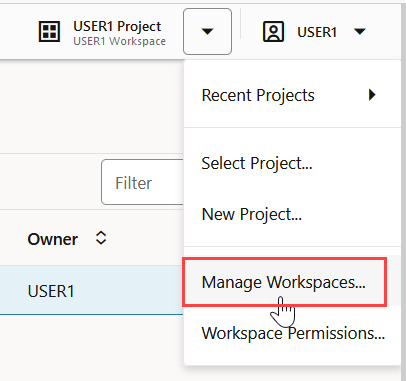 USER1 Project
USER1 Workspace
USER1
Recent Projects
Select Project...
New Project...
Filter
Owner
USER1
Manage Workspaces...
Workspace Permissions...